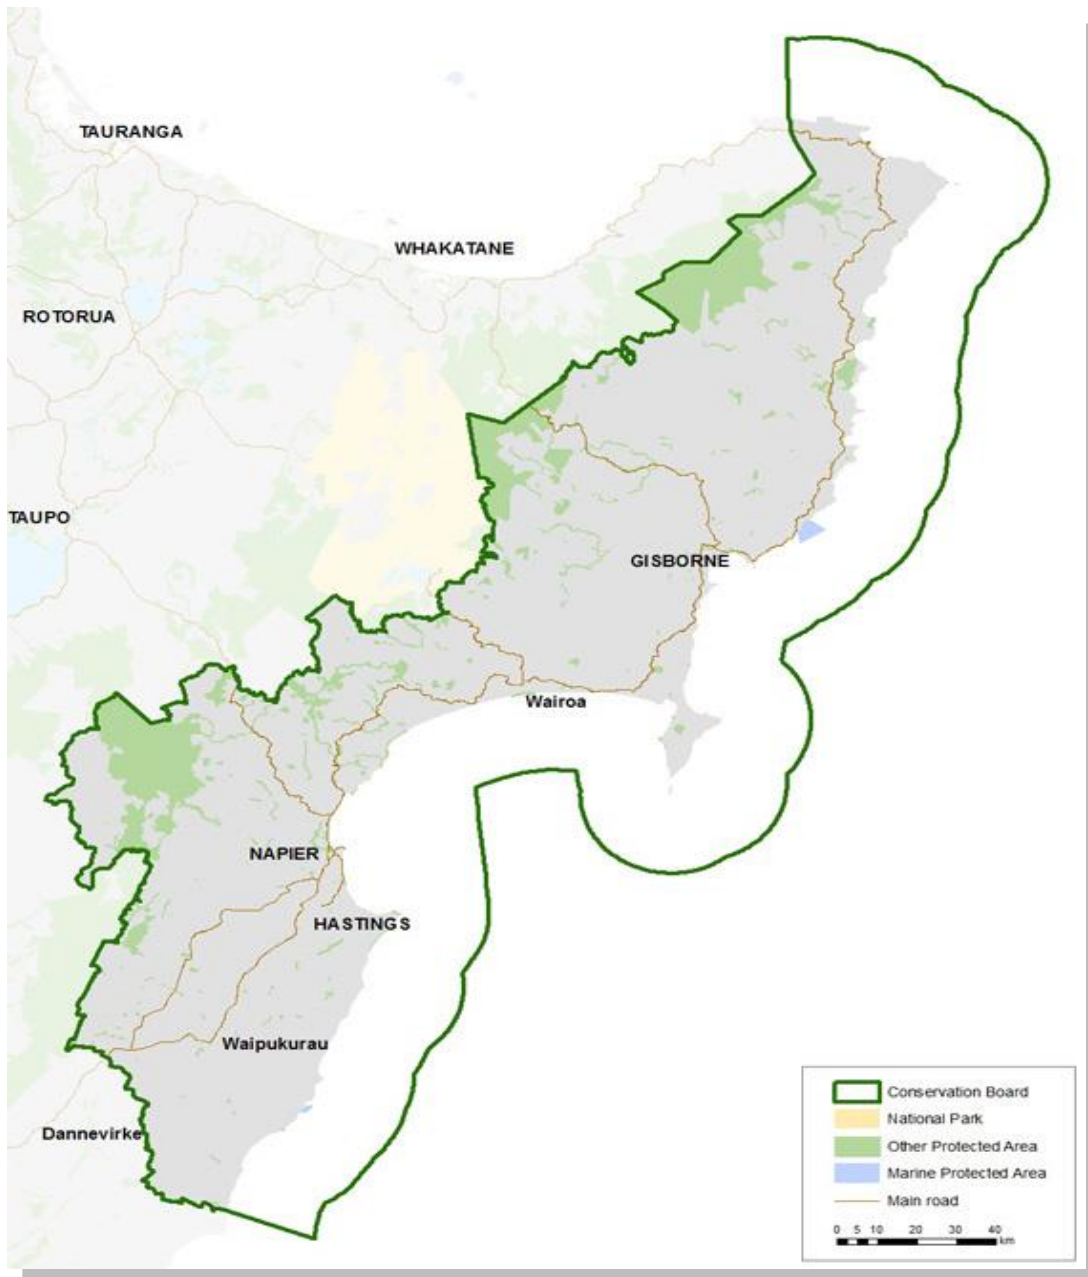 TAURANGA
WHAKATANE
ROTORUA
TAUPO
GISBORNE
Wairoa
NAPIER
HASTINGS
Waipukurau
Dannevirke
Conservation Board
National Park
Other Protected Area
Marine Protected Area
Main road
0 5 10 20 30 40
km